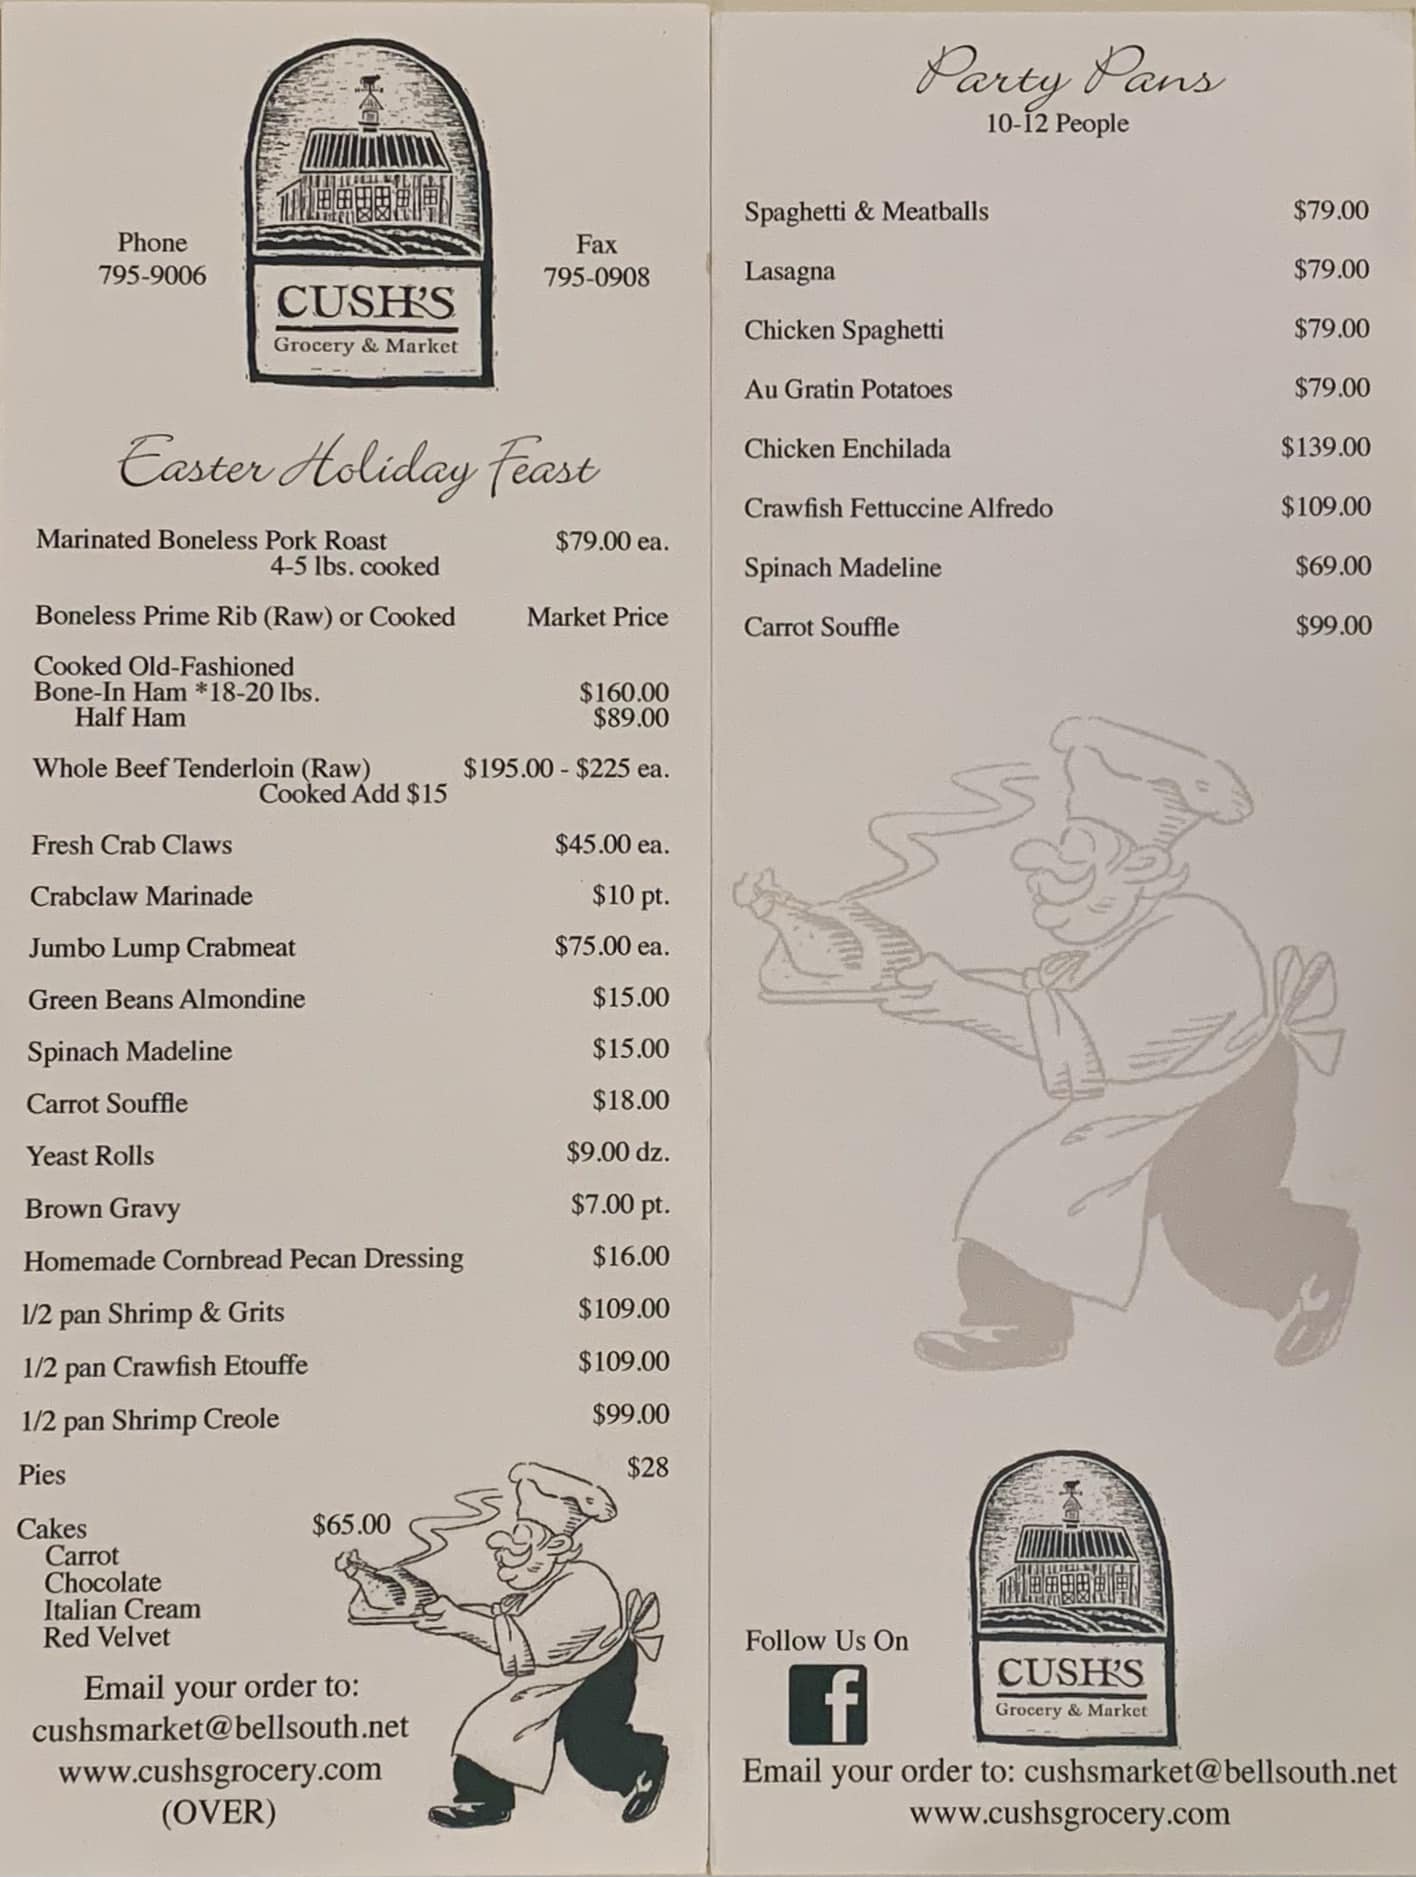 Phone
795-9006
Fax
795-0908
CUSH'S
Grocery & Market
Easter Holiday Feast
Marinated Boneless Pork Roast $79.00 ea.
4-5 lbs. cooked
Boneless Prime Rib (Raw) or Cooked Market Price
Cooked Old-Fashioned
Bone-In Ham *18-20 lbs. $160.00
Half Ham $89.00
Whole Beef Tenderloin (Raw) $195.00 - $225 ea.
Cooked Add $15
Fresh Crab Claws $45.00 ea.
Crabclaw Marinade $10 pt.
Jumbo Lump Crabmeat $75.00 ea.
Green Beans Almondine $15.00
Spinach Madeline $15.00
Carrot Souffle $18.00
Yeast Rolls $9.00 dz.
Brown Gravy $7.00 pt.
Homemade Cornbread Pecan Dressing $16.00
1/2 pan Shrimp & Grits $109.00
1/2 pan Crawfish Etouffe $109.00
1/2 pan Shrimp Creole $99.00
Pies $28
Cakes $65.00
Carrot
Chocolate
Italian Cream
Red Velvet
Email your order to:
cushsmarket@bellsouth.net
www.cushsgrocery.com
(OVER)
Party Pans
10-12 People
Spaghetti & Meatballs $79.00
Lasagna $79.00
Chicken Spaghetti $79.00
Au Gratin Potatoes $79.00
Chicken Enchilada $139.00
Crawfish Fettuccine Alfredo $109.00
Spinach Madeline $69.00
Carrot Souffle $99.00
Follow Us On
f
CUSH'S
Grocery & Market
Email your order to: cushsmarket@bellsouth.net
www.cushsgrocery.com